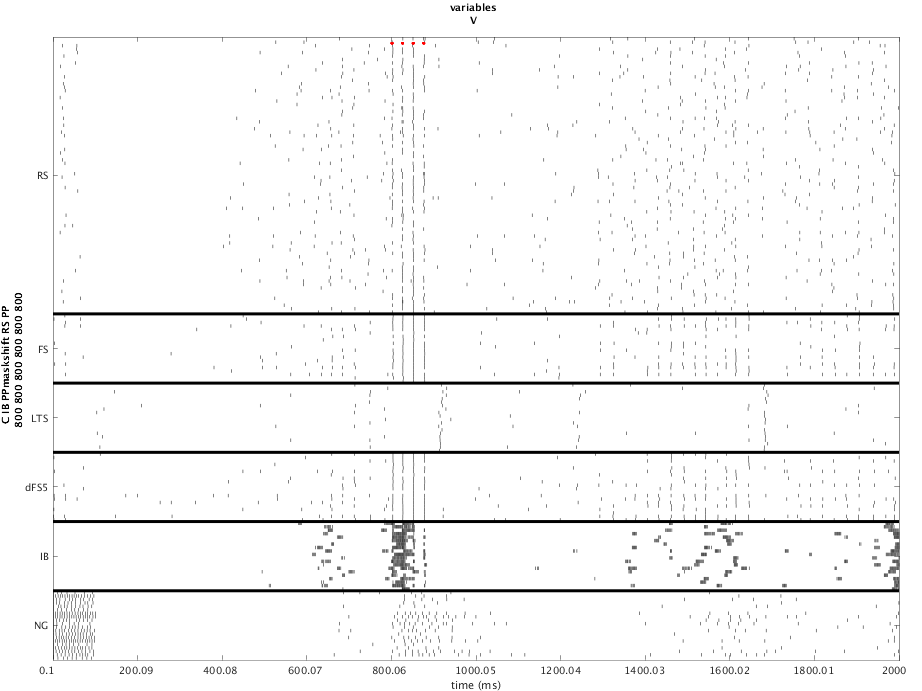 variables
V
C IB PPmaskshift RS PP
800 800 800 800 800 800 800
RS
FS
LTS
dFS5
IB
NG
0.1 200.09 400.08 600.07 800.06 1000.05 1200.04 1400.03 1600.02 1800.01 2000
time (ms)